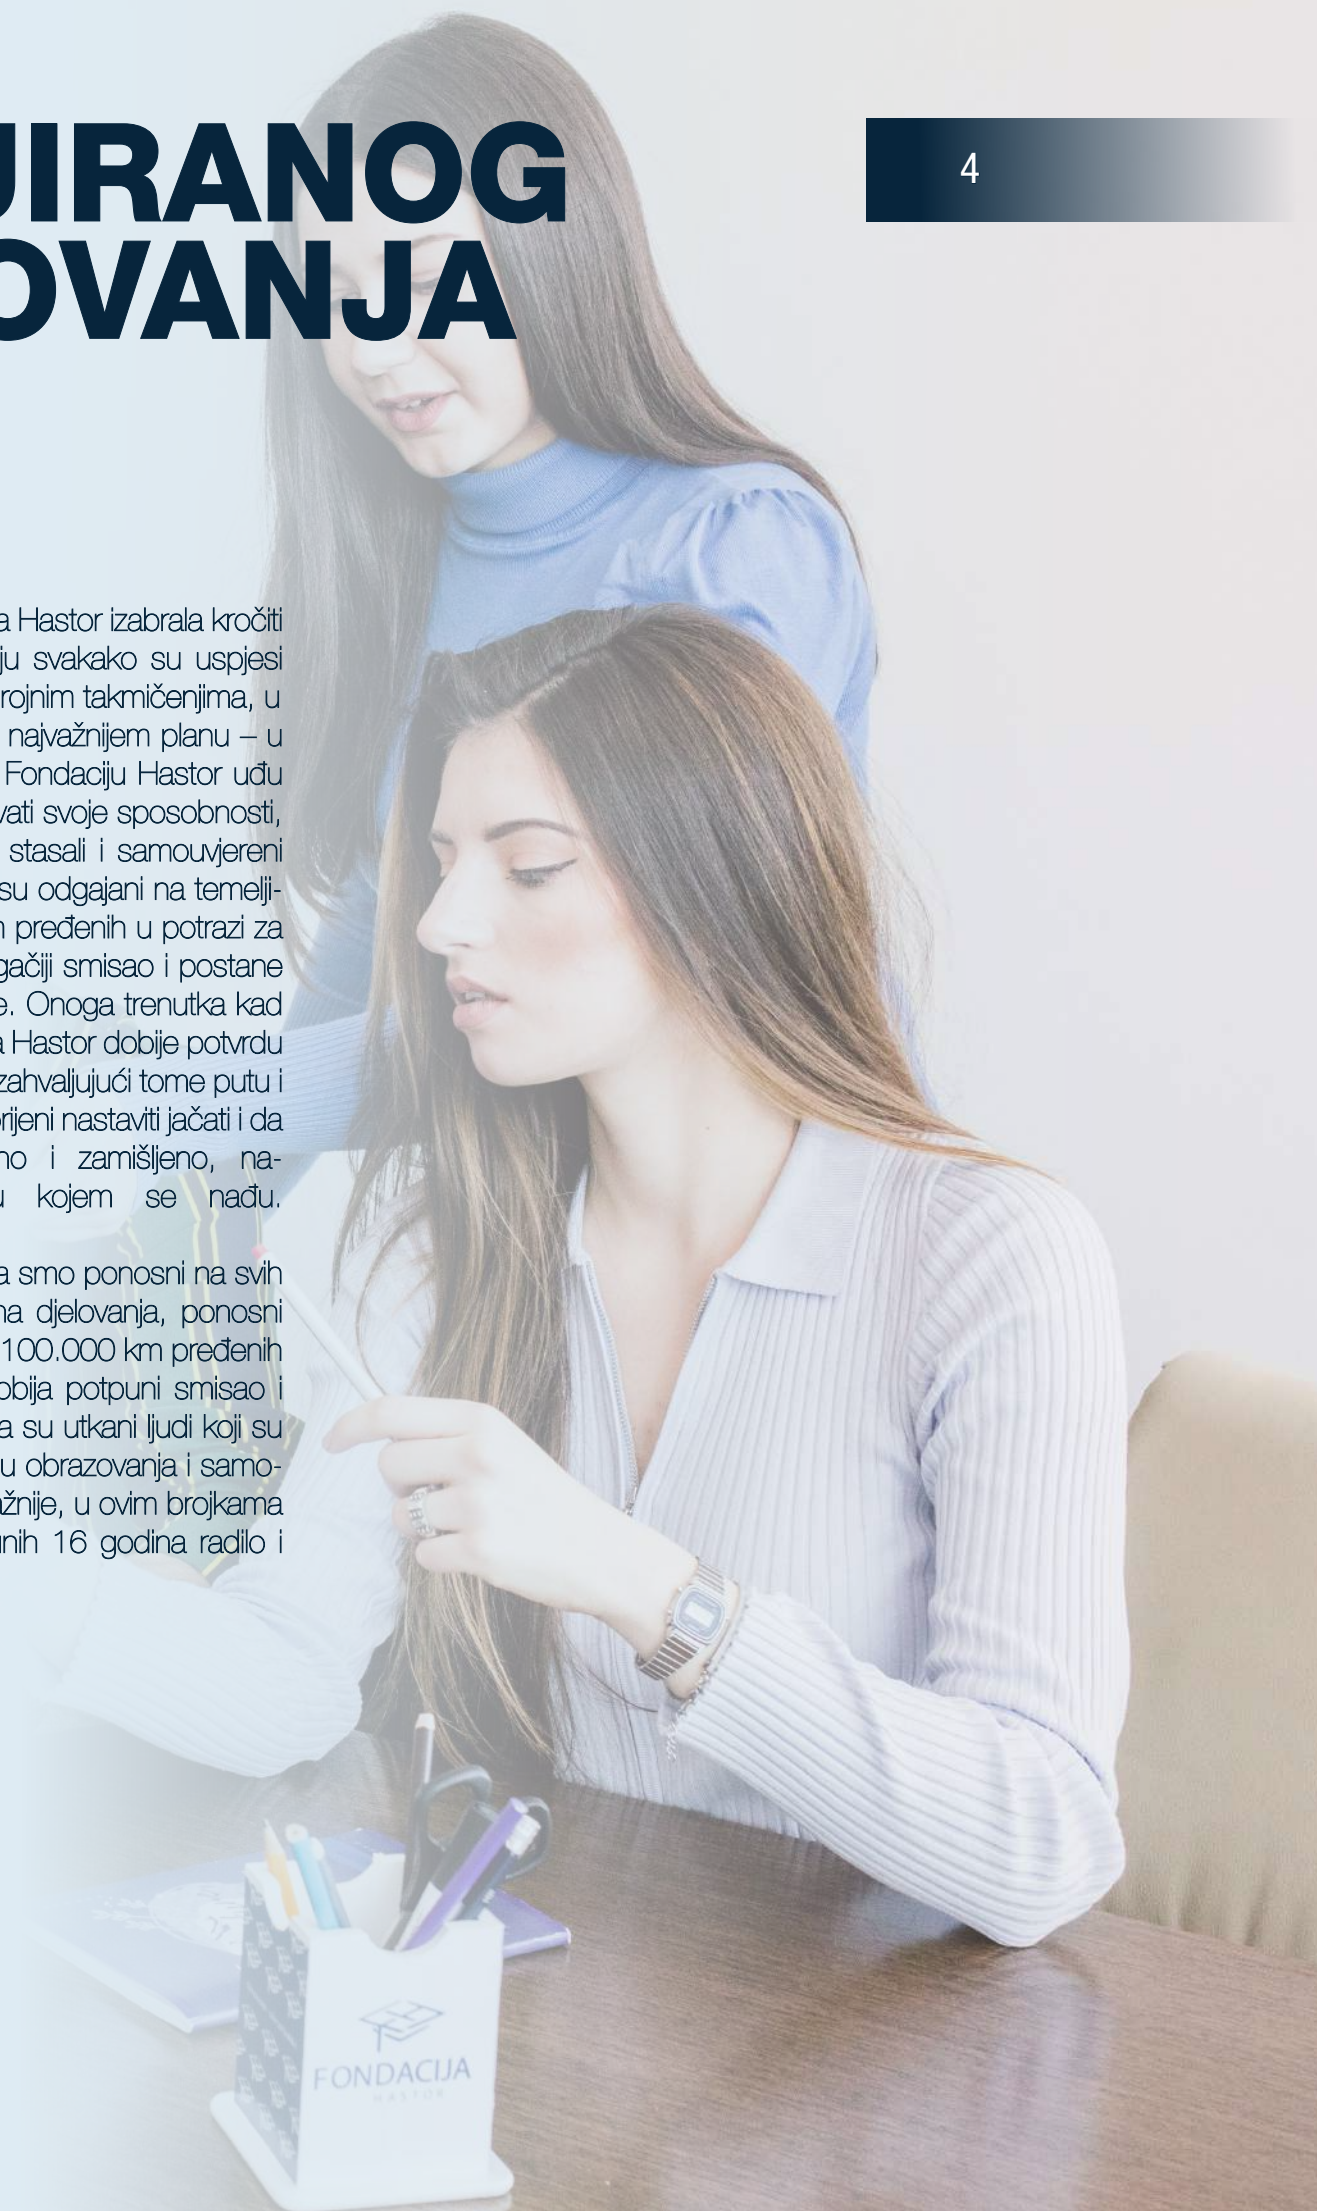 JIRANOG
OVANJA
4
a Hastor izabrala kročiti
ju svakako su uspjesi
rojnim takmičenjima, u
najvažnijem planu – u
Fondaciju Hastor uđu
vati svoje sposobnosti,
stasali i samouvjereni
su odgajani na temelji-
pređenih u potrazi za
gačiji smisao i postane
e. Onoga trenutka kad
a Hastor dobije potvrdu
zahvaljujući tome putu i
rijeni nastaviti jačati i da
no i zamišljeno, na-
u kojem se nađu.
a smo ponosni na svih
na djelovanja, ponosni
100.000 km pređenih
obija potpuni smisao i
a su utkani ljudi koji su
u obrazovanja i samo-
ažnije, u ovim brojkama
unih 16 godina radilo i
FONDACIJA
HASTOR